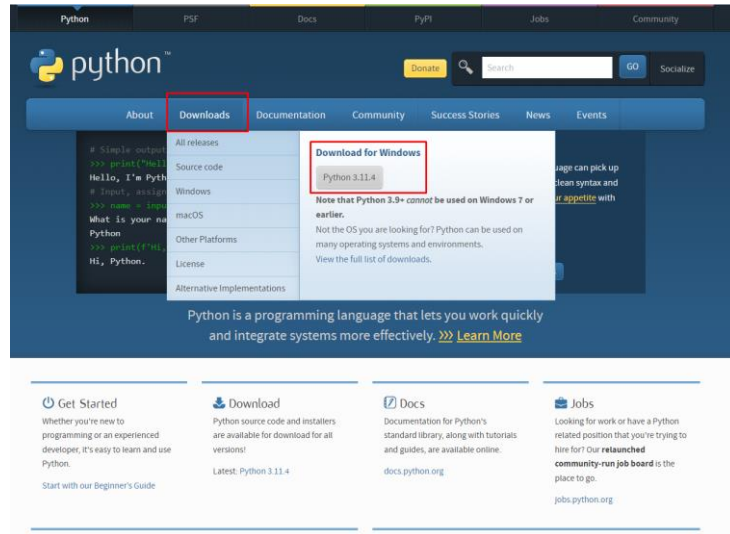 Python
PSF
Docs
PyPI
Jobs
Community
python™
Donate
Search
GO
Socialize
About
Downloads
Documentation
Community
Success Stories
News
Events
# Simple output
>>> print("Hell
Hello, I'm Pyth
# Input, assign
>>> name = inpu
What is your na
Python
>>> print(f'Hi,
Hi, Python.
All releases
Source code
Windows
macOS
Other Platforms
License
Alternative Implementations
Download for Windows
Python 3.11.4
Note that Python 3.9+ cannot be used on Windows 7 or
earlier.
Not the OS you are looking for? Python can be used on
many operating systems and environments.
View the full list of downloads.
uage can pick up
clean syntax and
ur appetite with
Python is a programming language that lets you work quickly
and integrate systems more effectively. >>> Learn More
Get Started
Whether you're new to
programming or an experienced
developer, it's easy to learn and use
Python.
Start with our Beginner's Guide
Download
Python source code and installers
are available for download for all
versions!
Latest: Python 3.11.4
Docs
Documentation for Python's
standard library, along with tutorials
and guides, are available online.
docs.python.org
Jobs
Looking for work or have a Python
related position that you're trying to
hire for? Our relaunched
community-run job board is the
place to go.
jobs.python.org